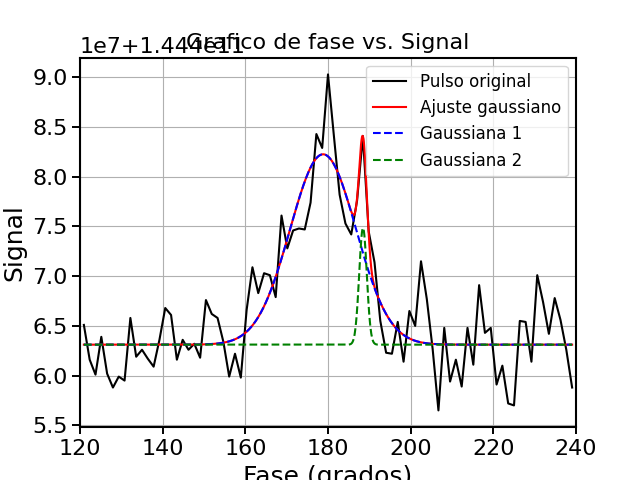 Grafico de fase vs. Signal
1e7+1.444e11
9.0
8.5
8.0
7.5
7.0
6.5
6.0
5.5
Signal
Pulso original
Ajuste gaussiano
Gaussiana 1
Gaussiana 2
120 140 160 180 200 220 240
Fase (grados)